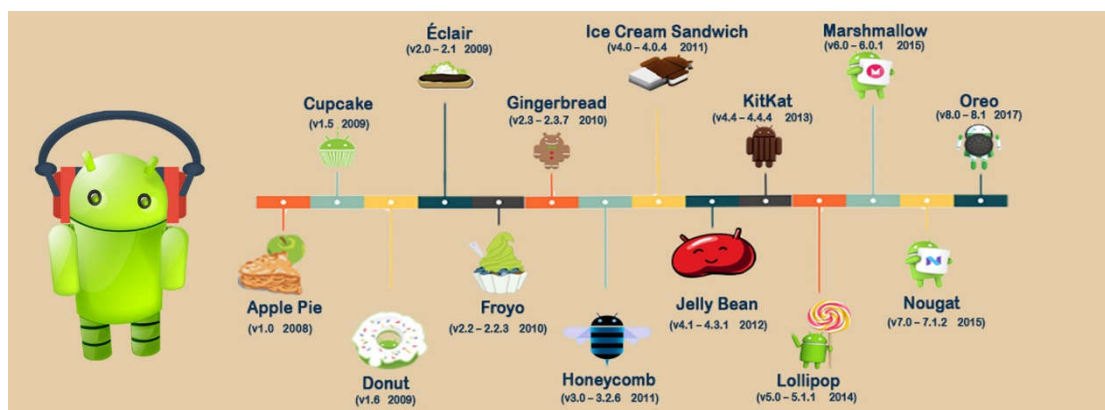 Éclair
(v2.0 – 2.1 2009)
Ice Cream Sandwich
(v4.0 – 4.0.4 2011)
Marshmallow
(v6.0 – 6.0.1 2015)
Cupcake
(v1.5 2009)
Gingerbread
(v2.3 – 2.3.7 2010)
KitKat
(v4.4 – 4.4.4 2013)
Oreo
(v8.0 – 8.1 2017)
Apple Pie
(v1.0 2008)
Froyo
(v2.2 – 2.2.3 2010)
Jelly Bean
(v4.1 – 4.3.1 2012)
Nougat
(v7.0 – 7.1.2 2015)
Donut
(v1.6 2009)
Honeycomb
(v3.0 – 3.2.6 2011)
Lollipop
(v5.0 – 5.1.1 2014)